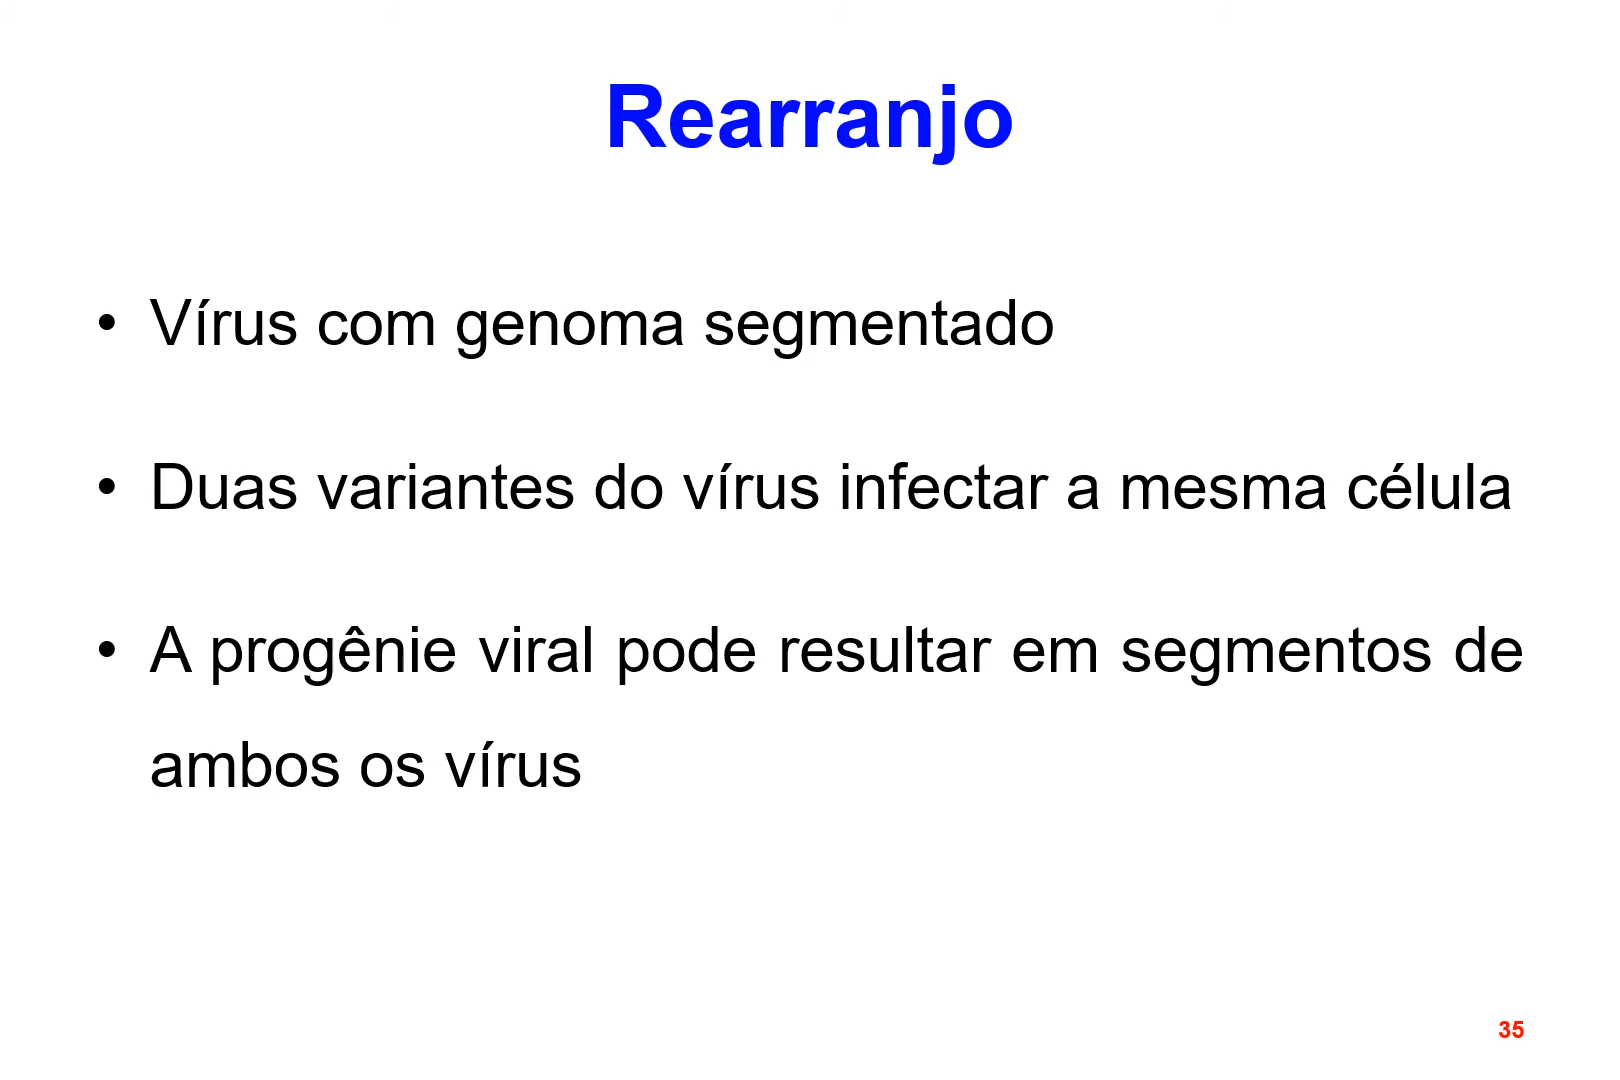 Rearranjo
• Vírus com genoma segmentado
• Duas variantes do vírus infectar a mesma célula
• A progênie viral pode resultar em segmentos de
ambos os vírus
35